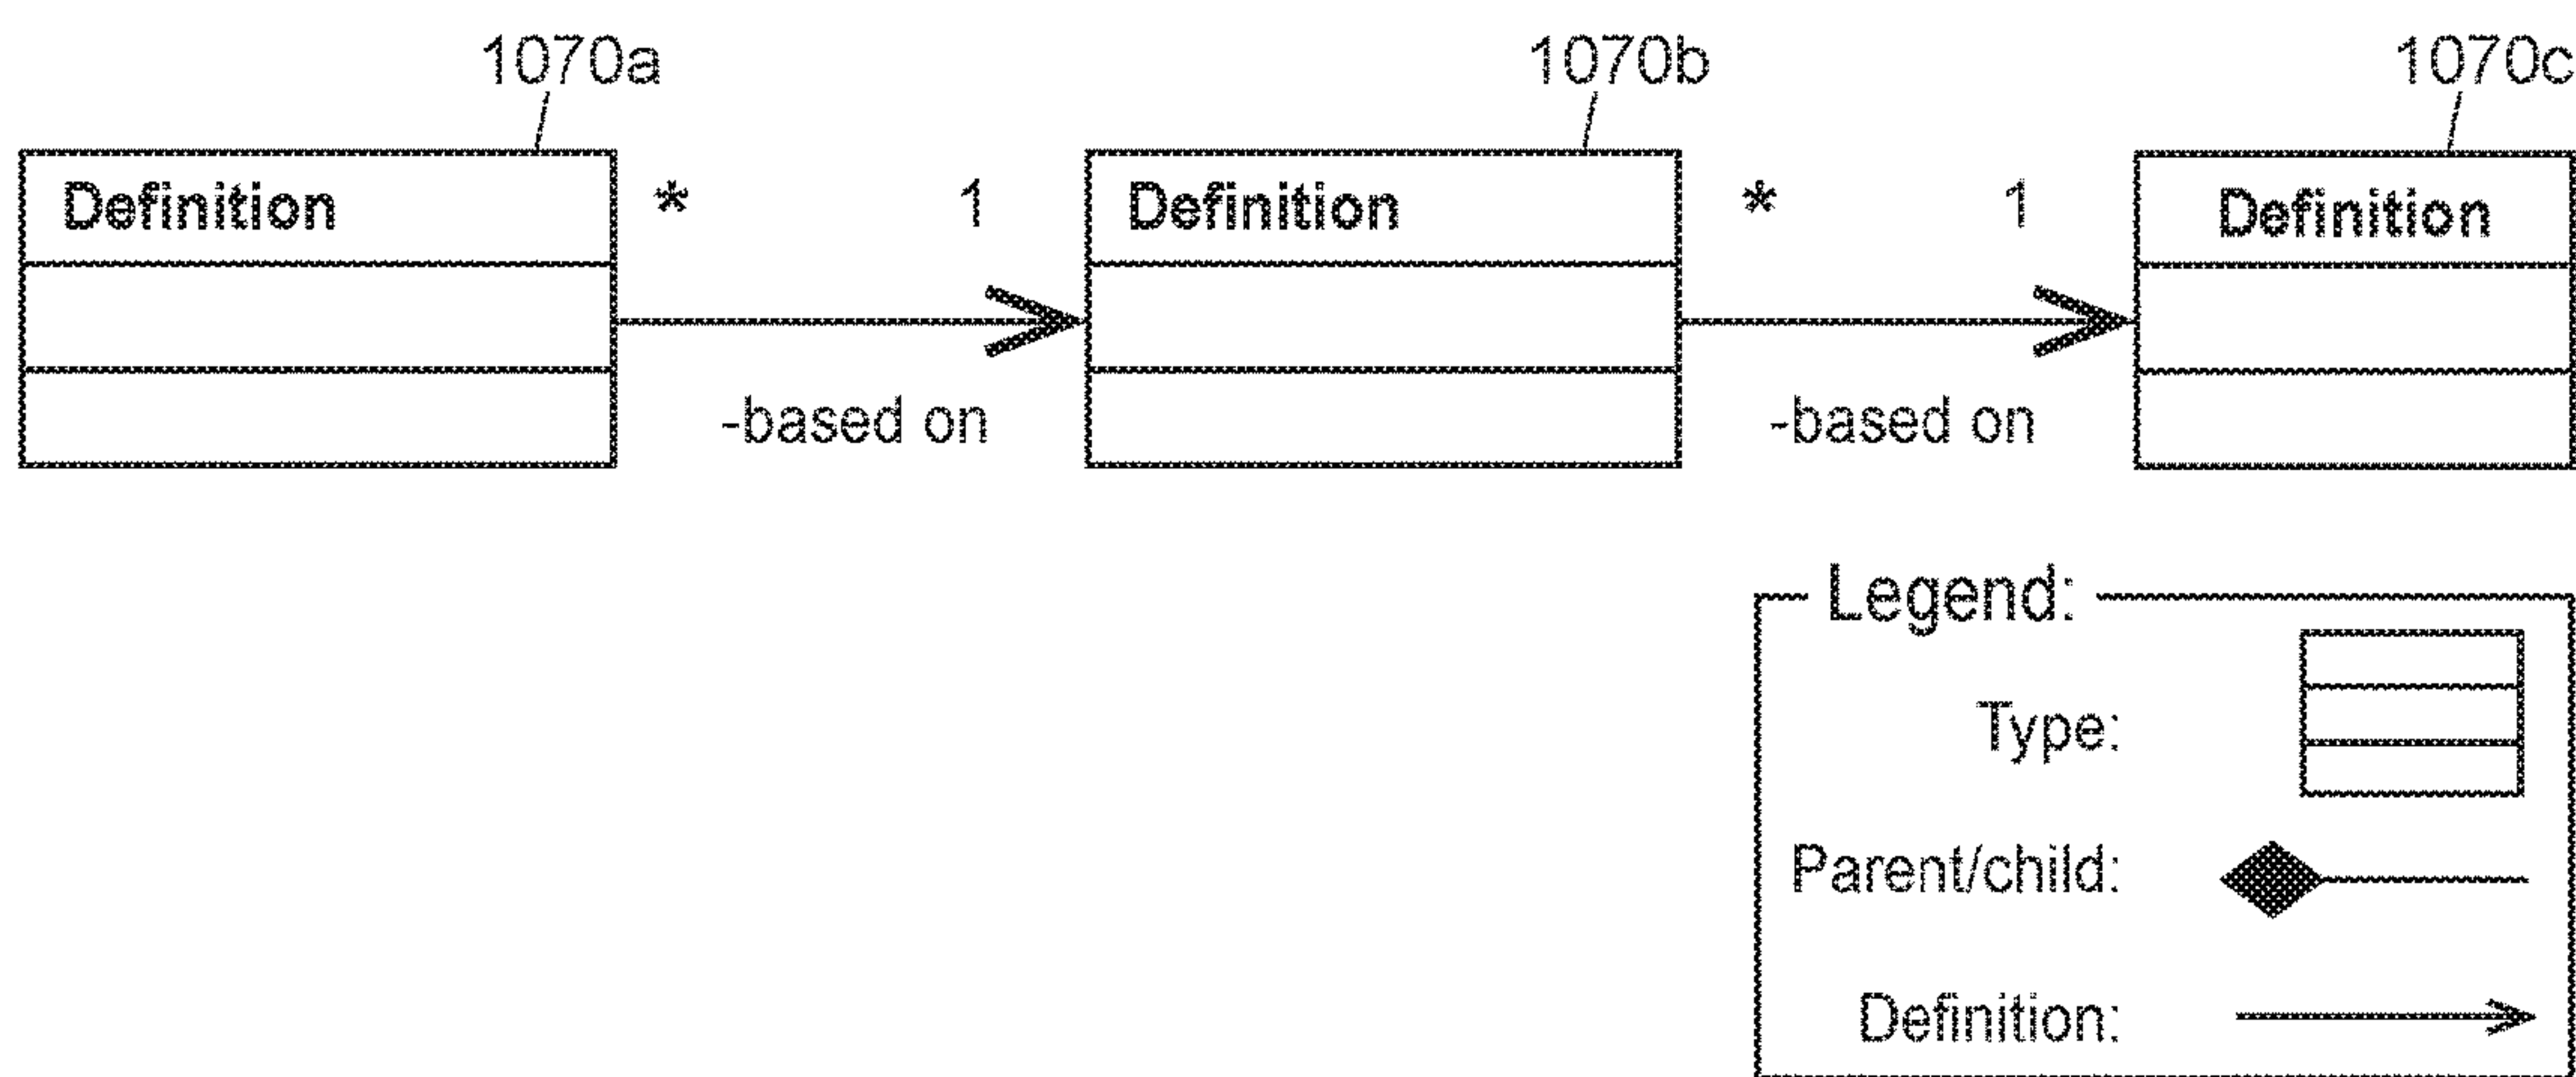 1070a 1070b 1070c
Definition * 1 Definition * 1 Definition
-based on -based on
Legend:
Type:
Parent/child:
Definition: